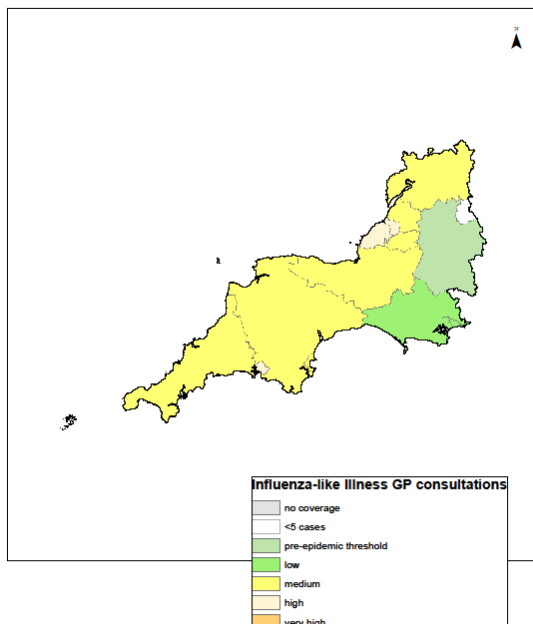 N
Influenza-like Illness GP consultations
no coverage
<5 cases
pre-epidemic threshold
low
medium
high
very high